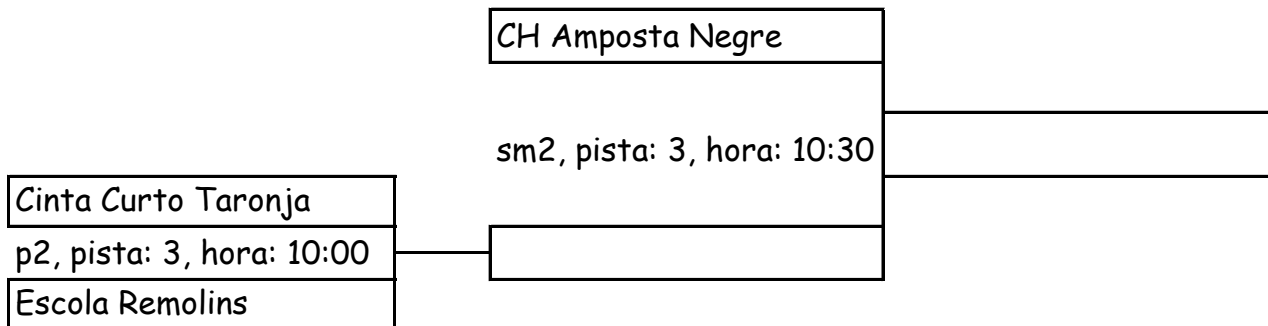 CH Amposta Negre
sm2, pista: 3, hora: 10:30
Cinta Curto Taronja
p2, pista: 3, hora: 10:00
Escola Remolins